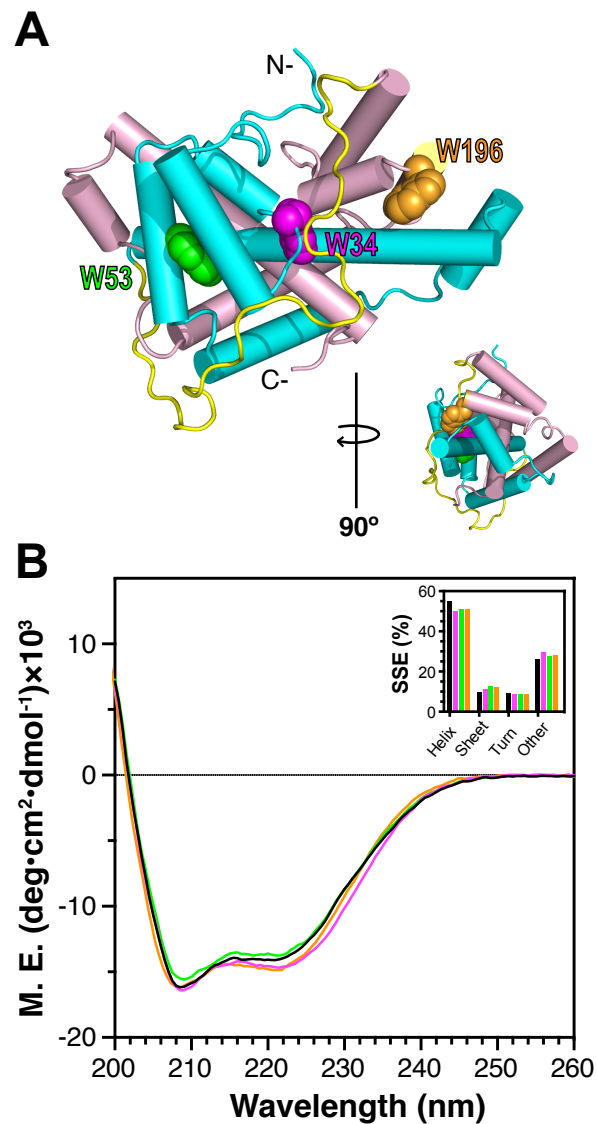 A
N-
W196
W34
W53
C-
90º
B
60
40
20
0
SSE (%)
Helix
Sheet
Turn
Other
10
0
-10
-20
M. E. (deg•cm²•dmol⁻¹)×10³
200 210 220 230 240 250 260
Wavelength (nm)